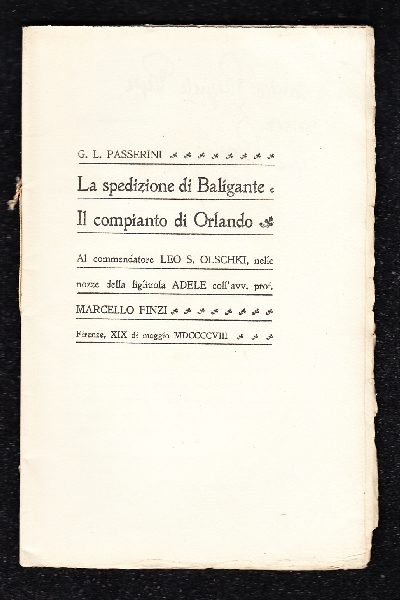 G. L. PASSERINI
La spedizione di Baligante e
Il compianto di Orlando
Al commendatore LEO S. OLSCHKI, nelle
nozze della figliuola ADELE coll'avv. prof.
MARCELLO FINZI
Firenze, XIX di maggio MDCCCCVIII